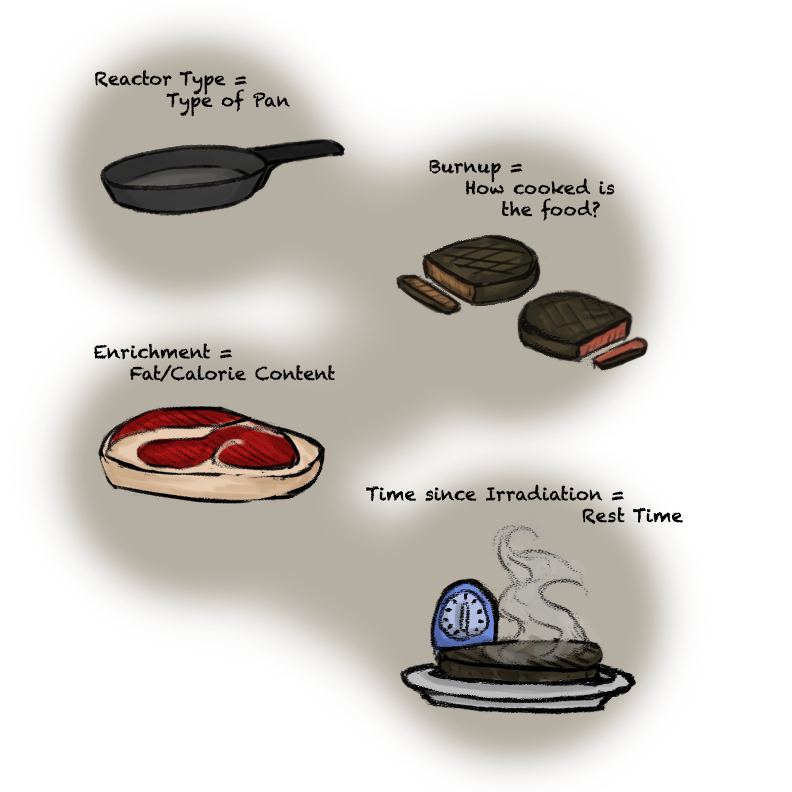 Reactor Type =
Type of Pan
Burnup =
How cooked is
the food?
Enrichment =
Fat/Calorie Content
Time since Irradiation =
Rest Time